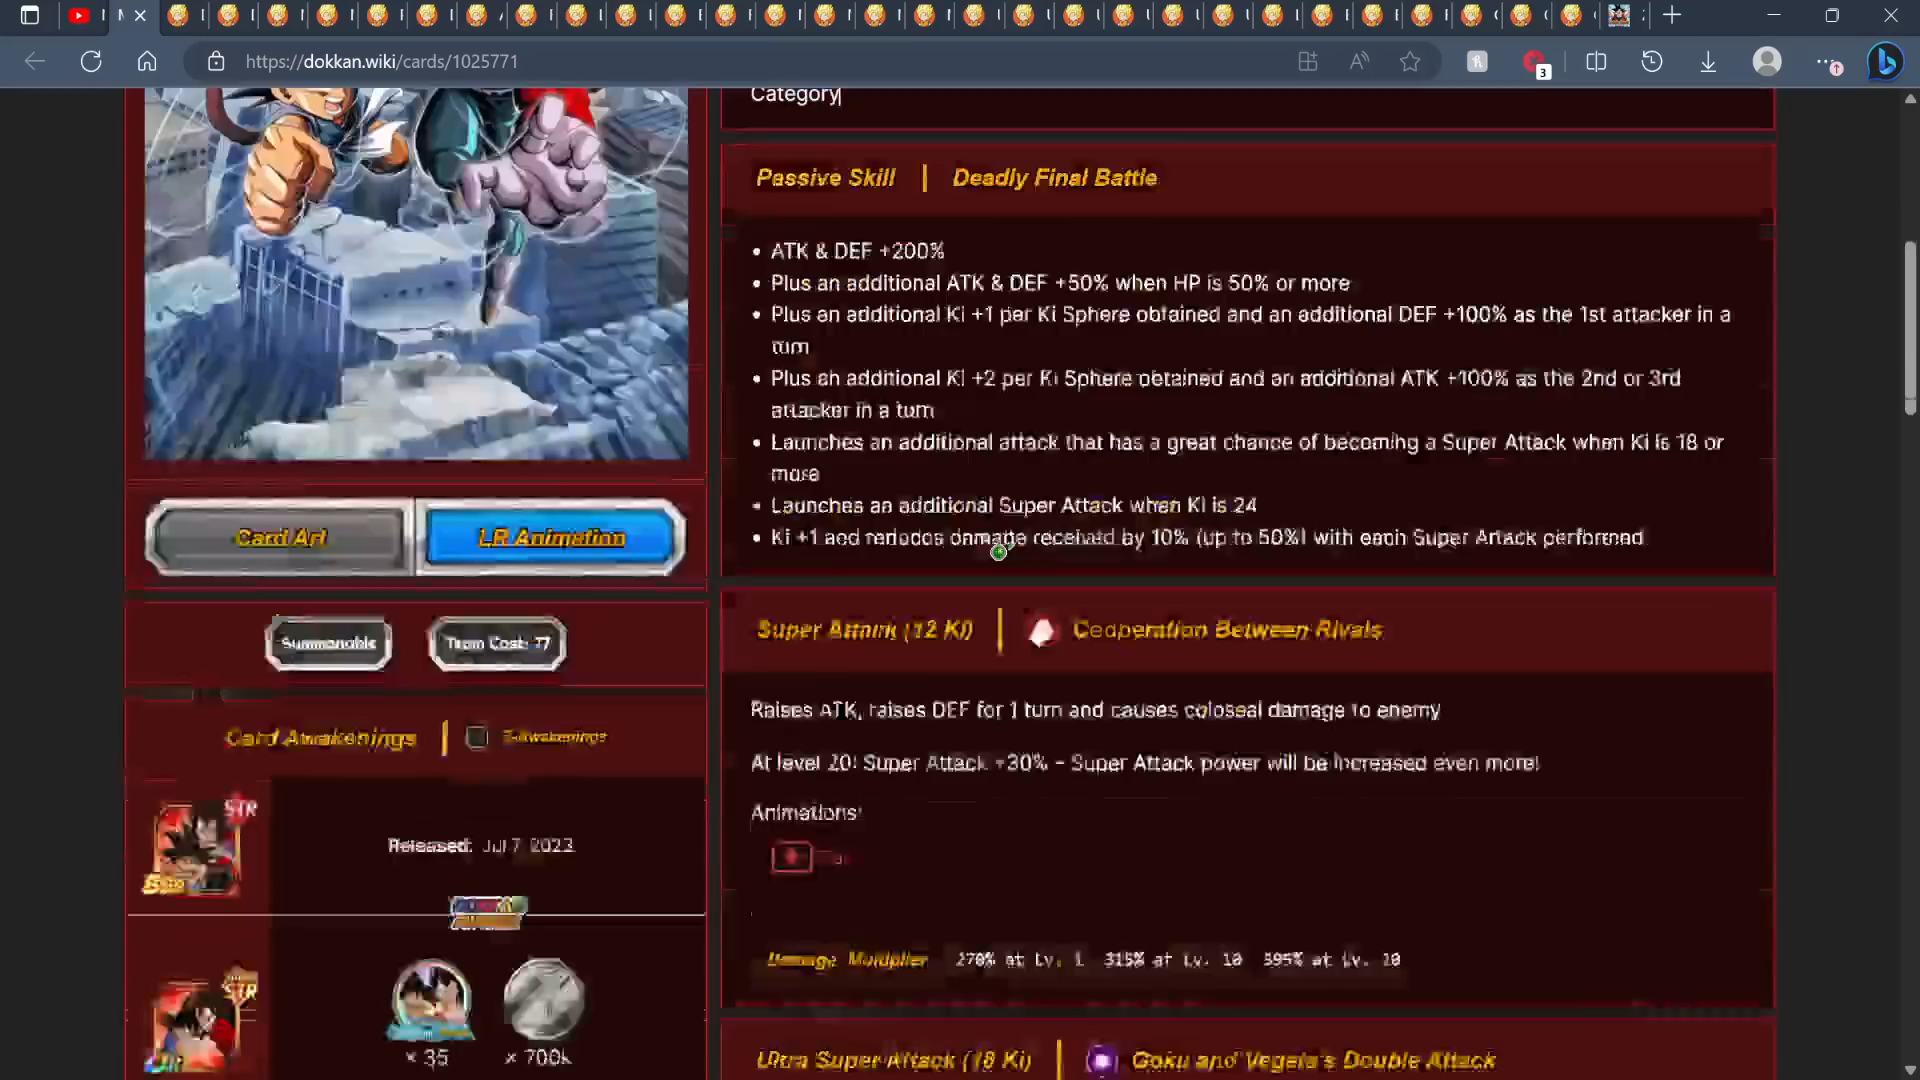 https://dokkan.wiki/cards/1025771
3
Category
Passive Skill | Deadly Final Battle
• ATK & DEF +200%
• Plus an additional ATK & DEF +50% when HP is 50% or more
• Plus an additional Ki +1 per Ki Sphere obtained and an additional DEF +100% as the 1st attacker in a
turn
• Plus an additional Ki +2 per Ki Sphere obtained and an additional ATK +100% as the 2nd or 3rd
attacker in a turn
• Launches an additional attack that has a great chance of becoming a Super Attack when Ki is 18 or
more
• Launches an additional Super Attack when Ki is 24
• Ki +1 and reduces damage received by 10% (up to 50%) with each Super Attack performed
Card Art
LR Animation
Summonable
Team Cost: 77
Super Attack (12 Ki) | Cooperation Between Rivals
Raises ATK, raises DEF for 1 turn and causes colossal damage to enemy
At level 20: Super Attack +30% - Super Attack power will be increased even more!
Animations:
Damage Multiplier 270% at Lv. 1 315% at Lv. 10 395% at Lv. 20
Card Awakenings | Z-Awakenings
STR
Released: Jul 7 2023
STR
× 35
× 700k
Ultra Super Attack (18 Ki) | Goku and Vegeta's Double Attack